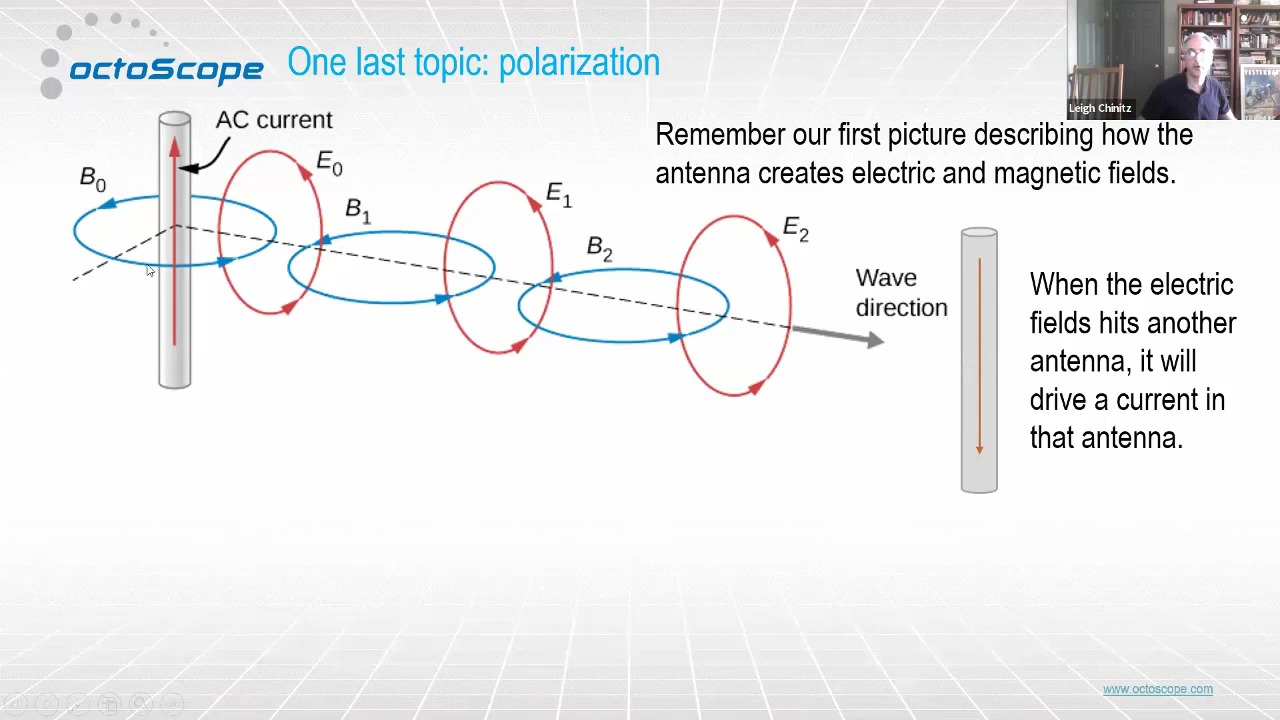 octoScope
One last topic: polarization
Leigh Chinitz
AC current
B0
E0
B1
E1
B2
E2
Wave
direction
Remember our first picture describing how the
antenna creates electric and magnetic fields.
When the electric
fields hits another
antenna, it will
drive a current in
that antenna.
www.octoscope.com